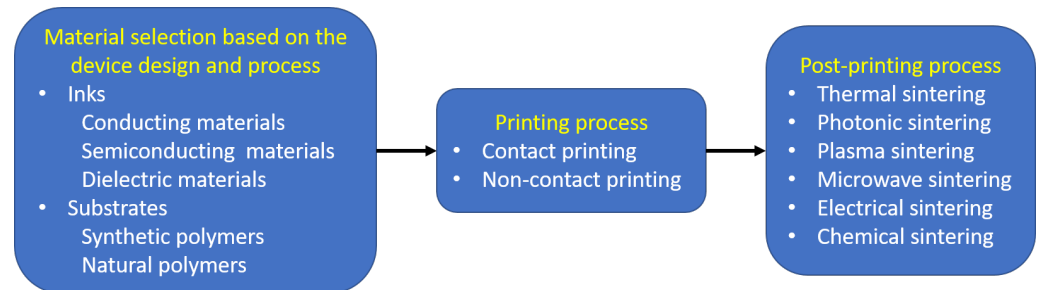 Material selection based on the
device design and process
• Inks
Conducting materials
Semiconducting materials
Dielectric materials
• Substrates
Synthetic polymers
Natural polymers
Printing process
• Contact printing
• Non-contact printing
Post-printing process
• Thermal sintering
• Photonic sintering
• Plasma sintering
• Microwave sintering
• Electrical sintering
• Chemical sintering